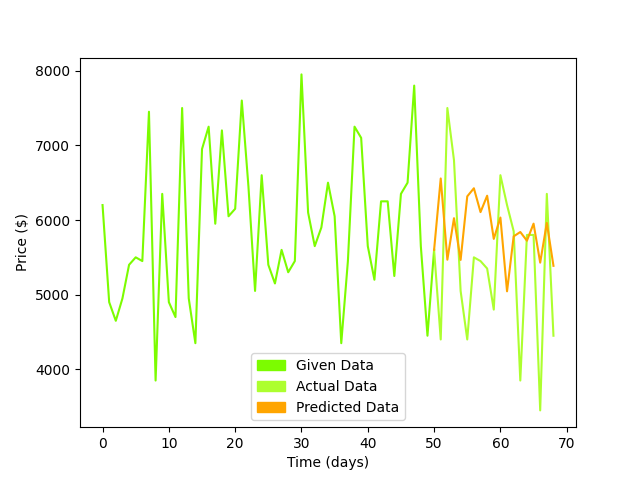 8000
7000
6000
5000
4000
Price ($)
Given Data
Actual Data
Predicted Data
0 10 20 30 40 50 60 70
Time (days)